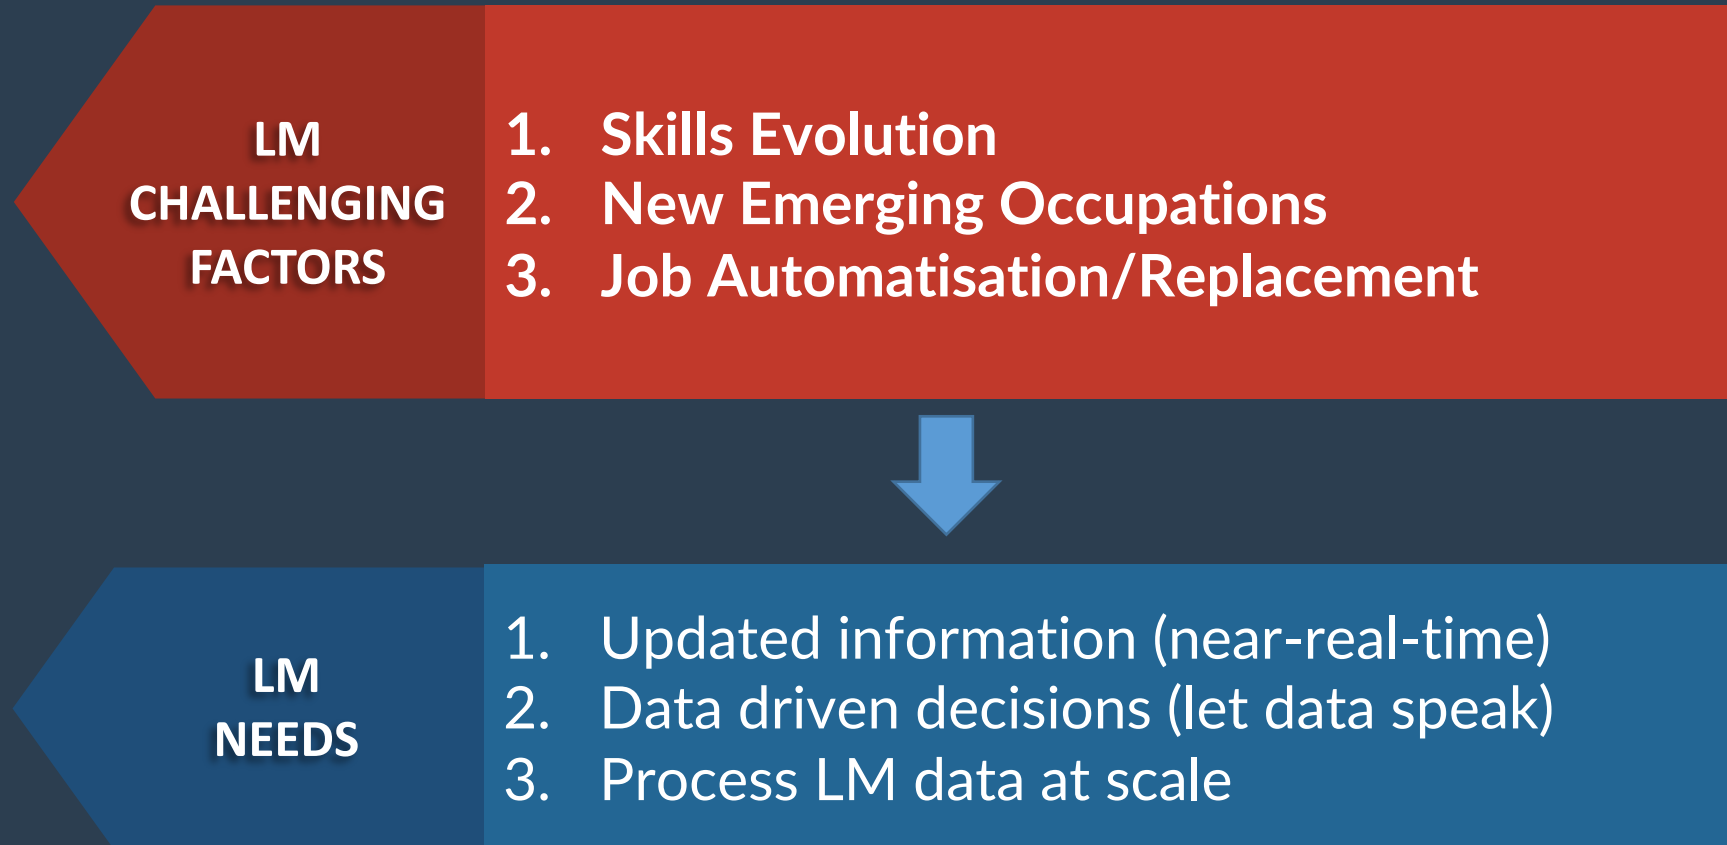 LM
CHALLENGING
FACTORS
1. Skills Evolution
2. New Emerging Occupations
3. Job Automatisation/Replacement
LM
NEEDS
1. Updated information (near-real-time)
2. Data driven decisions (let data speak)
3. Process LM data at scale